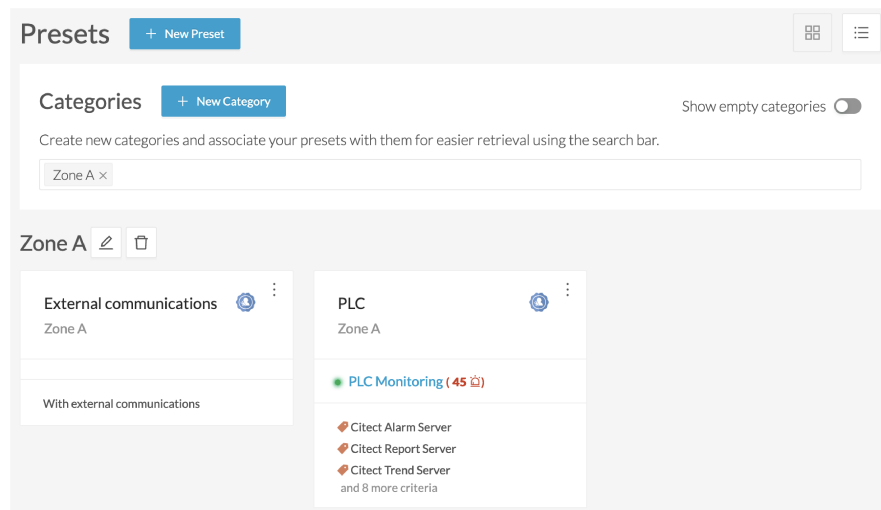 Presets
+ New Preset
Categories
+ New Category
Show empty categories
Create new categories and associate your presets with them for easier retrieval using the search bar.
Zone A ×
Zone A
External communications
Zone A
With external communications
PLC
Zone A
PLC Monitoring ( 45 )
Citect Alarm Server
Citect Report Server
Citect Trend Server
and 8 more criteria